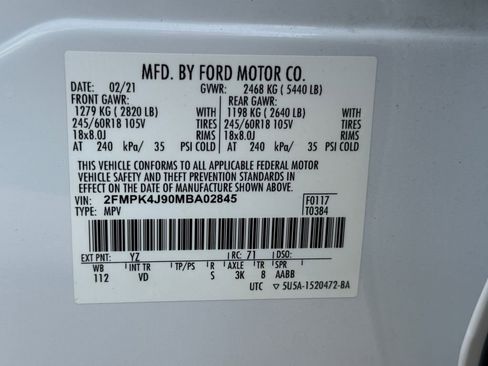 MFD. BY FORD MOTOR CO.
DATE: 02/21 GVWR: 2468 KG ( 5440 LB)
FRONT GAWR: REAR GAWR:
1279 KG ( 2820 LB) WITH 1198 KG ( 2640 LB) WITH
245/60R18 105V TIRES 245/60R18 105V TIRES
18x8.0J RIMS 18x8.0J RIMS
AT 240 kPa/ 35 PSI COLD AT 240 kPa/ 35 PSI COLD
THIS VEHICLE CONFORMS TO ALL APPLICABLE FEDERAL MOTOR
VEHICLE SAFETY AND THEFT PREVENTION STANDARDS IN
EFFECT ON THE DATE OF MANUFACTURE SHOWN ABOVE.
VIN: 2FMPK4J90MBA02845 F0117
TYPE: MPV T0384
EXT PNT: YZ RC: 71 DSO:
WB INT TR TP/PS R AXLE TR SPR
112 VD S 3K 8 AABB
UTC ▽ 5U5A-1520472-BA